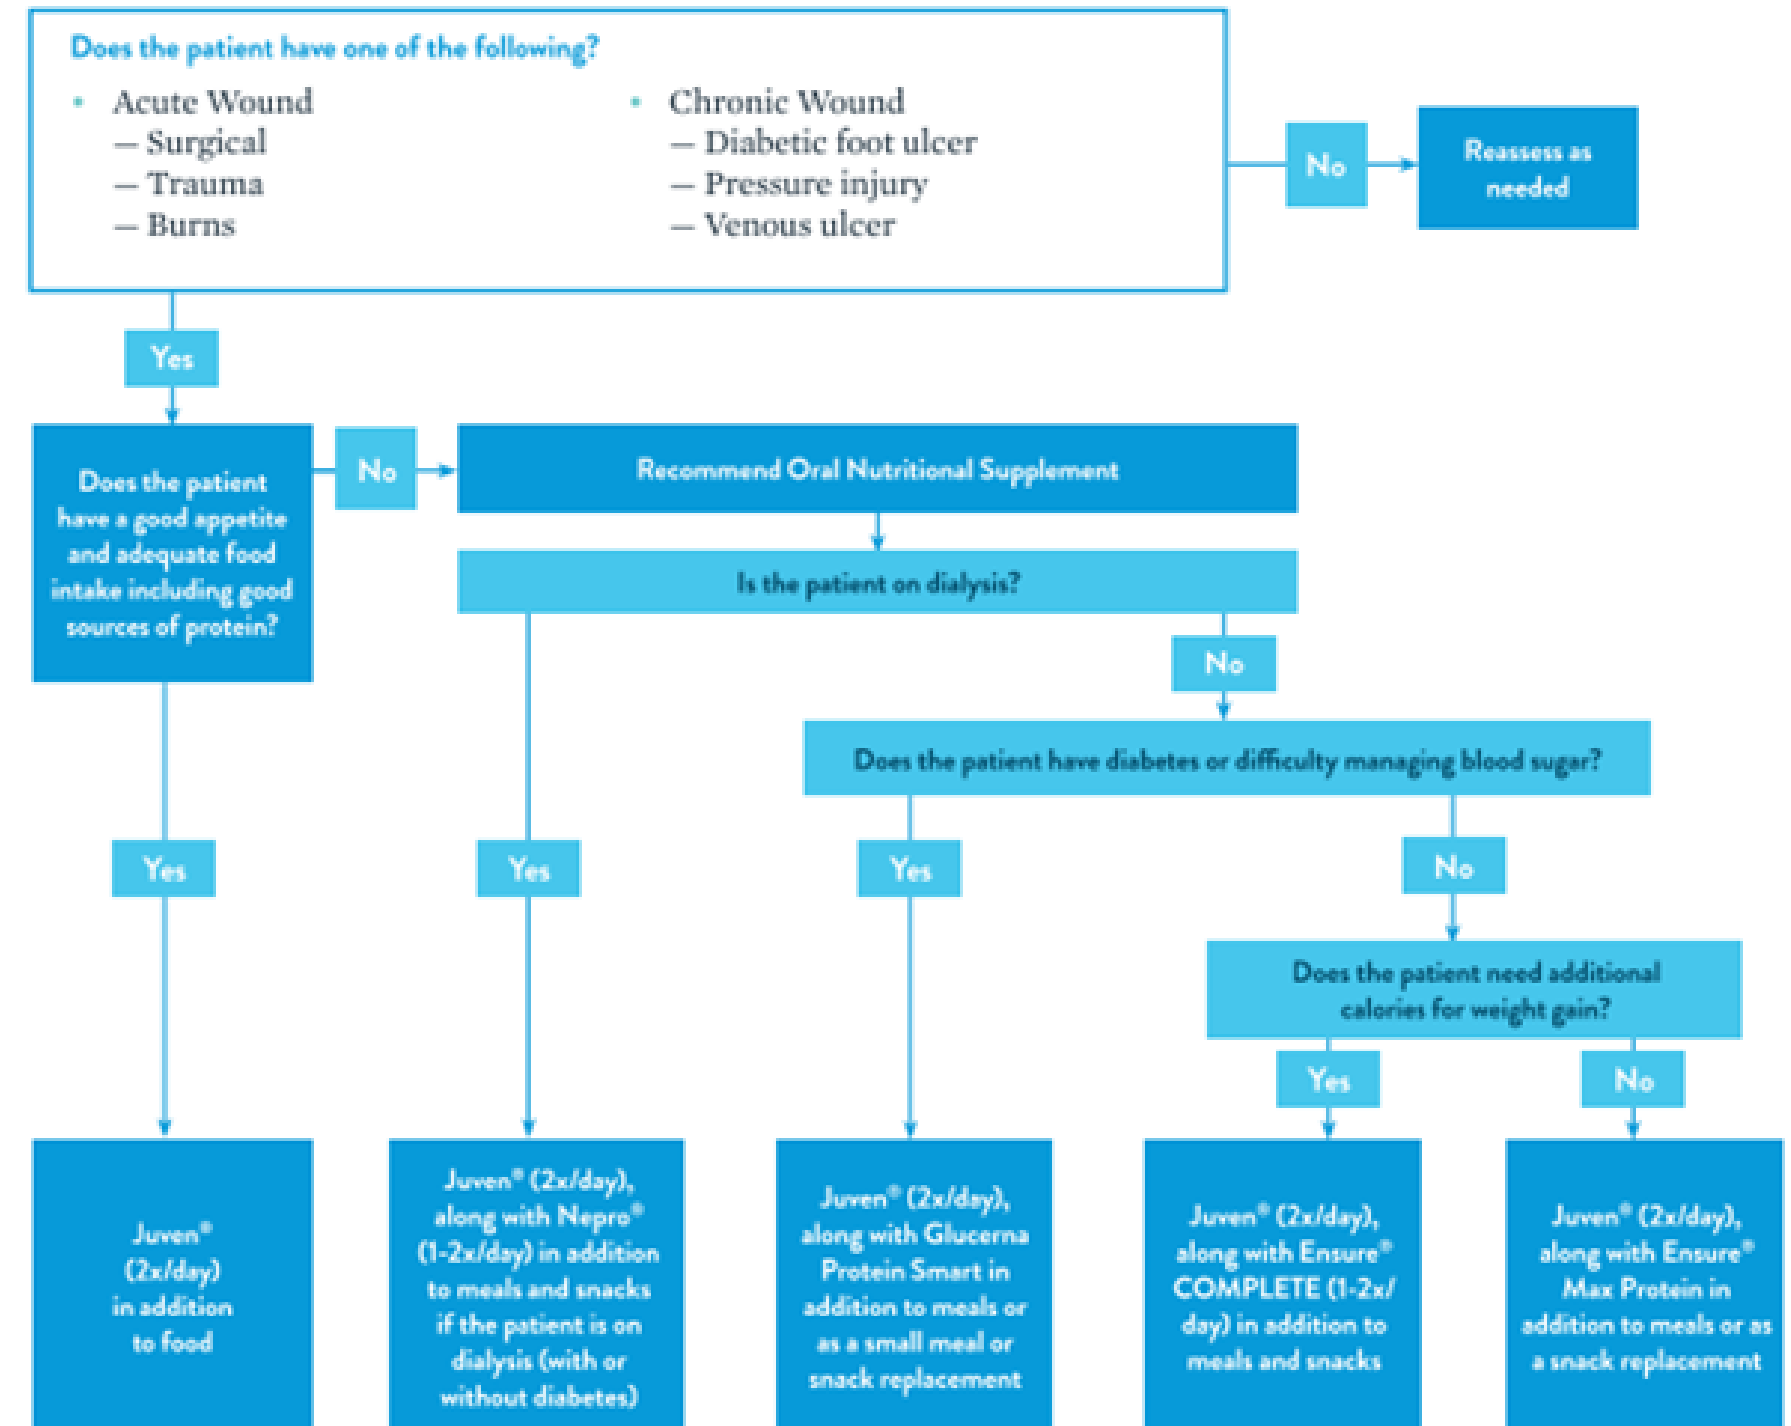 Does the patient have one of the following?
• Acute Wound
— Surgical
— Trauma
— Burns
• Chronic Wound
— Diabetic foot ulcer
— Pressure injury
— Venous ulcer
No
Reassess as
needed
Yes
Does the patient
have a good appetite
and adequate food
intake including good
sources of protein?
No
Recommend Oral Nutritional Supplement
Is the patient on dialysis?
No
Does the patient have diabetes or difficulty managing blood sugar?
Yes
Yes
Yes
No
Does the patient need additional
calories for weight gain?
Yes
No
Juven®
(2x/day)
in addition
to food
Juven® (2x/day),
along with Nepro®
(1-2x/day) in addition
to meals and snacks
if the patient is on
dialysis (with or
without diabetes)
Juven® (2x/day),
along with Glucerna
Protein Smart in
addition to meals or
as a small meal or
snack replacement
Juven® (2x/day),
along with Ensure®
COMPLETE (1-2x/
day) in addition to
meals and snacks
Juven® (2x/day),
along with Ensure®
Max Protein in
addition to meals or as
a snack replacement